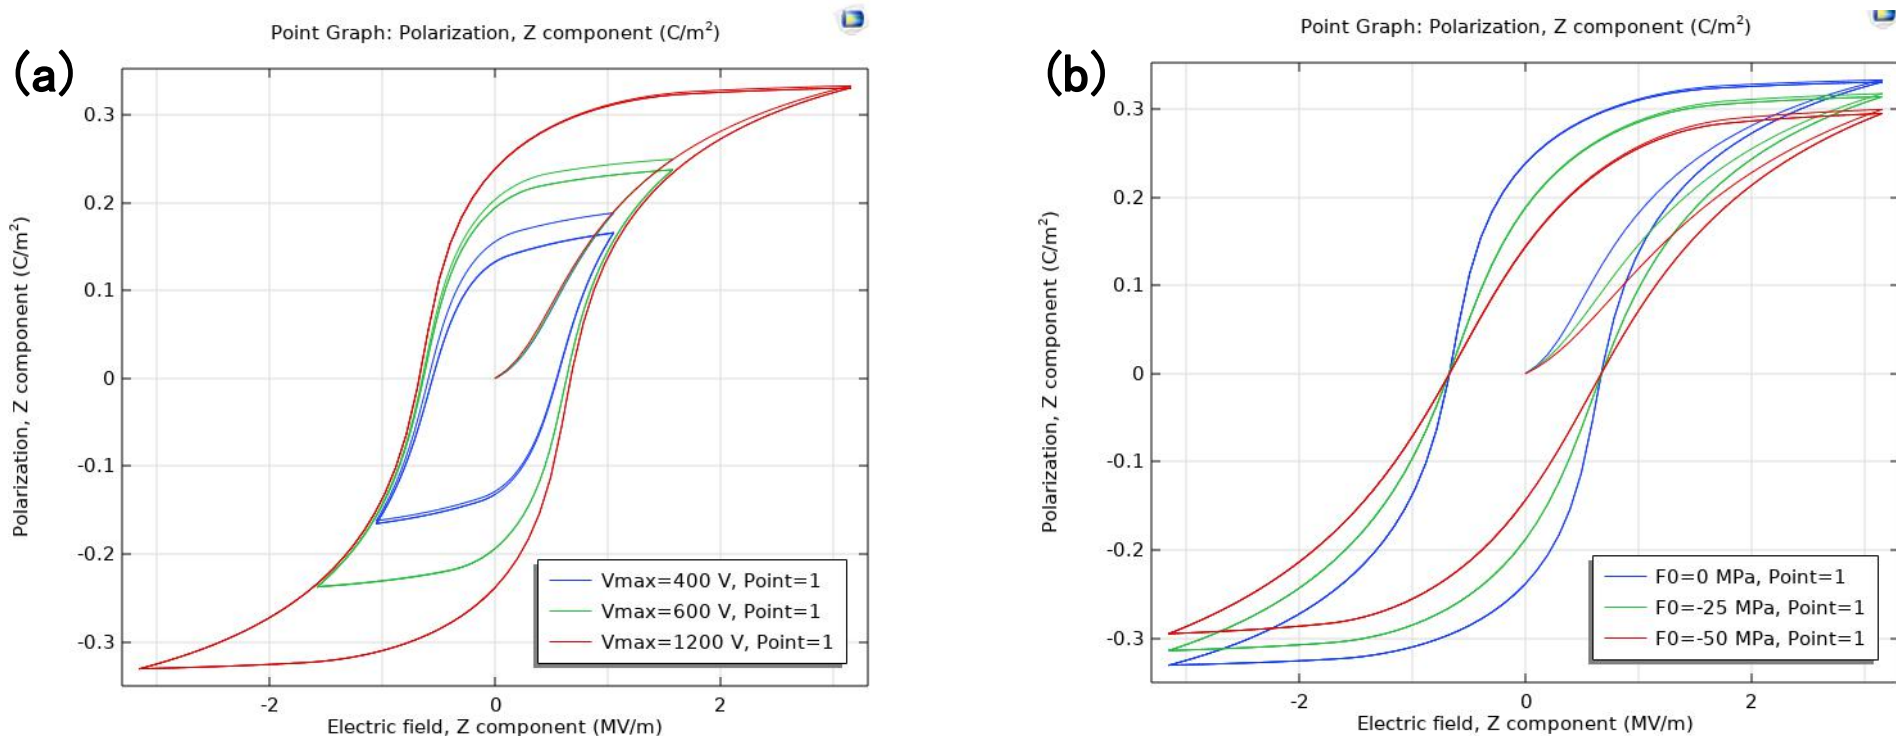 (a)
Point Graph: Polarization, Z component (C/m²)
Polarization, Z component (C/m²)
0.3
0.2
0.1
0
-0.1
-0.2
-0.3
Vmax=400 V, Point=1
Vmax=600 V, Point=1
Vmax=1200 V, Point=1
-2
0
2
Electric field, Z component (MV/m)
(b)
Point Graph: Polarization, Z component (C/m²)
Polarization, Z component (C/m²)
0.3
0.2
0.1
0
-0.1
-0.2
-0.3
F0=0 MPa, Point=1
F0=-25 MPa, Point=1
F0=-50 MPa, Point=1
-2
0
2
Electric field, Z component (MV/m)